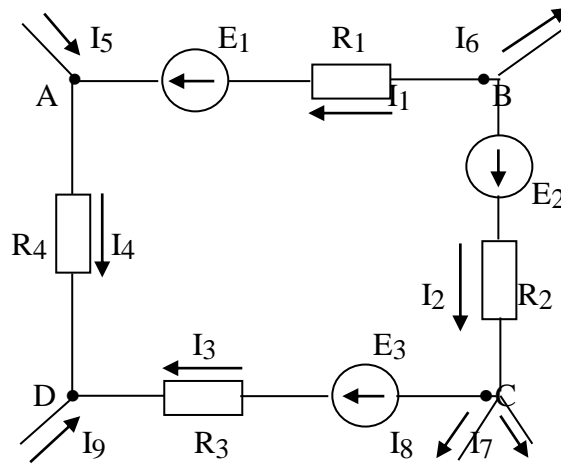 I5 E1 R1 I6
A I1 B
E2
R4 I4 I2 R2
I3 E3
D C
I9 R3 I8 I7